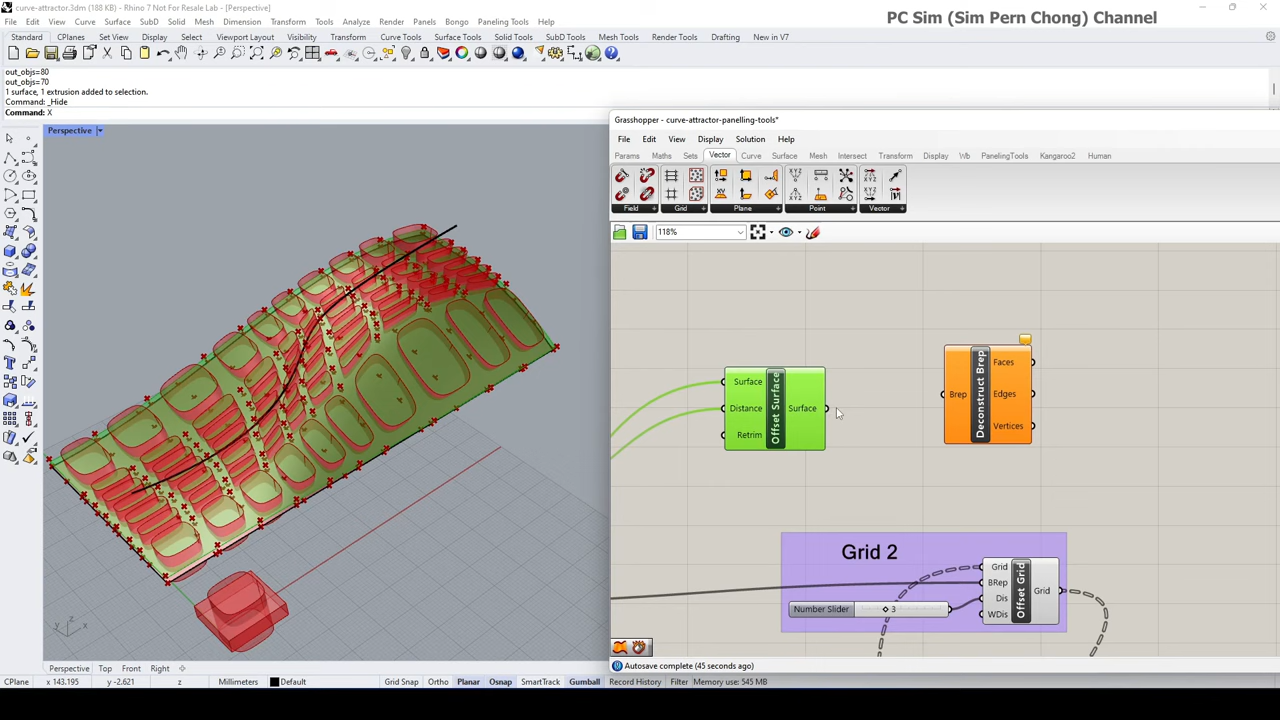 curve-attractor.3dm (188 KB) - Rhino 7 Not For Resale Lab - [Perspective]
PC Sim (Sim Pern Chong) Channel
File Edit View Curve Surface SubD Solid Mesh Dimension Transform Tools Analyze Render Panels Bongo PanelingTools Help
Standard CPlanes Set View Display Select Viewport Layout Visibility Transform Curve Tools Surface Tools Solid Tools SubD Tools Mesh Tools Render Tools Drafting New in V7
out_objs=80
out_objs=70
1 surface, 1 extrusion added to selection.
Command: _Hide
Command: X
Perspective
Grasshopper - curve-attractor-panelling-tools*
File Edit View Display Solution Help
Params Maths Sets Vector Curve Surface Mesh Intersect Transform Display Wb PanelingTools Kangaroo2 Human
XY
XYZ XYZ XYZ
Field Grid Plane Point Vector
118%
Surface
Distance
Retrim
Offset Surface
Surface
Brep
Deconstruct Brep
Faces
Edges
Vertices
Grid 2
Grid
BRep
Dis
WDis
Offset Grid
Grid
Number Slider 3
z y x
Autosave complete (45 seconds ago)
Perspective Top Front Right
CPlane x 143.195 y -2.621 z Millimeters Default Grid Snap Ortho Planar Osnap SmartTrack Gumball Record History Filter Memory use: 545 MB